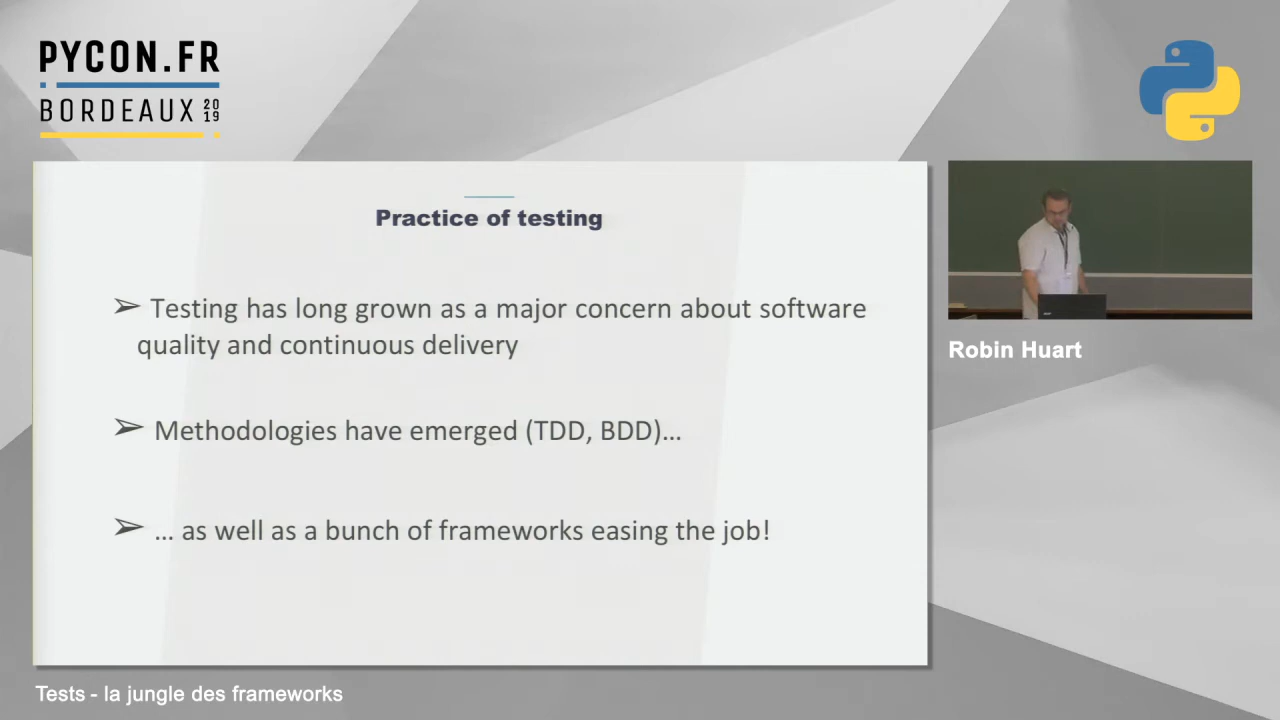 PYCON.FR
BORDEAUX 2019
Practice of testing
➢ Testing has long grown as a major concern about software
quality and continuous delivery
➢ Methodologies have emerged (TDD, BDD)…
➢ … as well as a bunch of frameworks easing the job!
Robin Huart
Tests - la jungle des frameworks